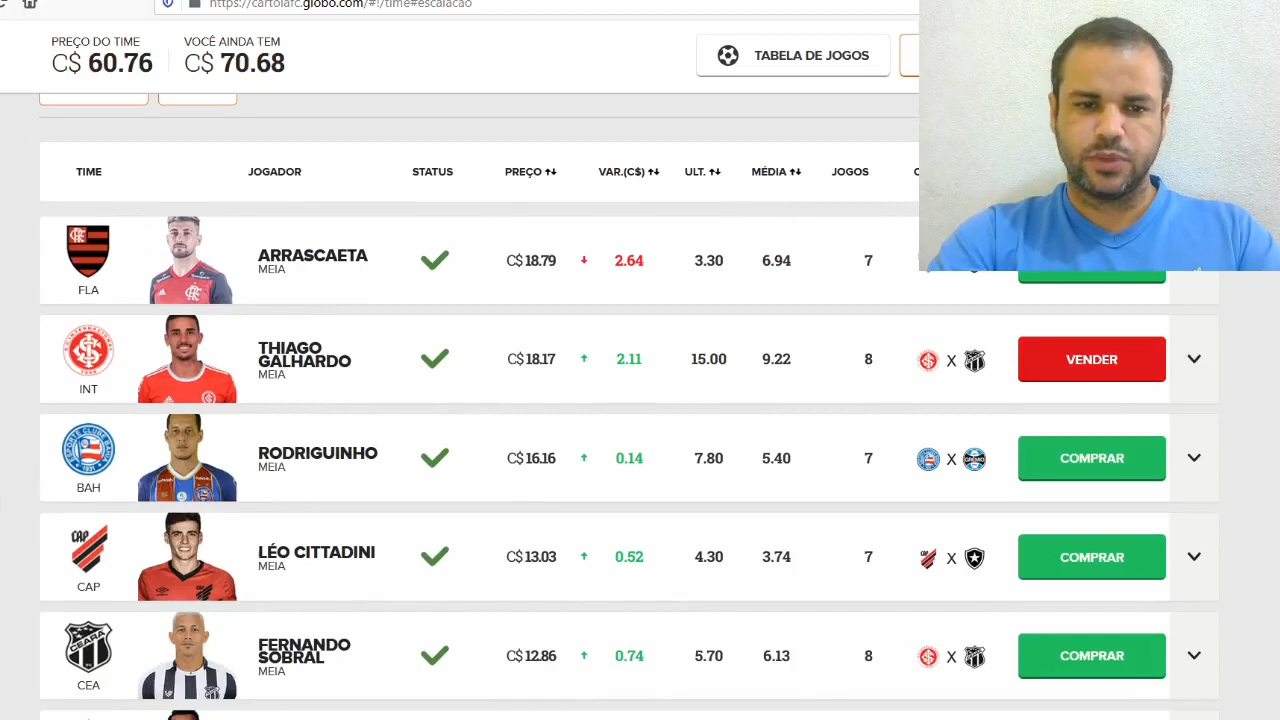 https://cartolafc.globo.com/#!/time#escalacao
PREÇO DO TIME
VOCÊ AINDA TEM
C$ 60.76
C$ 70.68
TABELA DE JOGOS
TIME JOGADOR STATUS PREÇO VAR.(C$) ULT. MÉDIA JOGOS
FLA
ARRASCAETA
MEIA
C$ 18.79 2.64 3.30 6.94 7
INT
THIAGO
GALHARDO
MEIA
C$ 18.17 2.11 15.00 9.22 8
X
VENDER
BAH
RODRIGUINHO
MEIA
C$ 16.16 0.14 7.80 5.40 7
X
COMPRAR
CAP
CAP
LÉO CITTADINI
MEIA
C$ 13.03 0.52 4.30 3.74 7
X
COMPRAR
CEARÁ
CEA
FERNANDO
SOBRAL
MEIA
C$ 12.86 0.74 5.70 6.13 8
X
COMPRAR